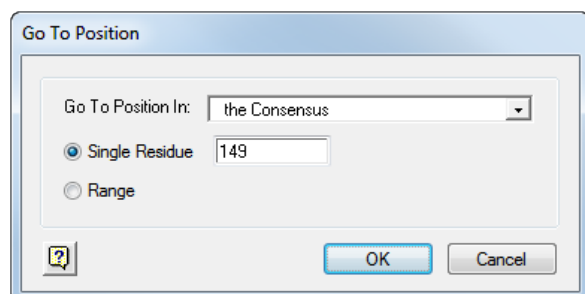 Go To Position
Go To Position In: the Consensus
Single Residue 149
Range
?
OK Cancel